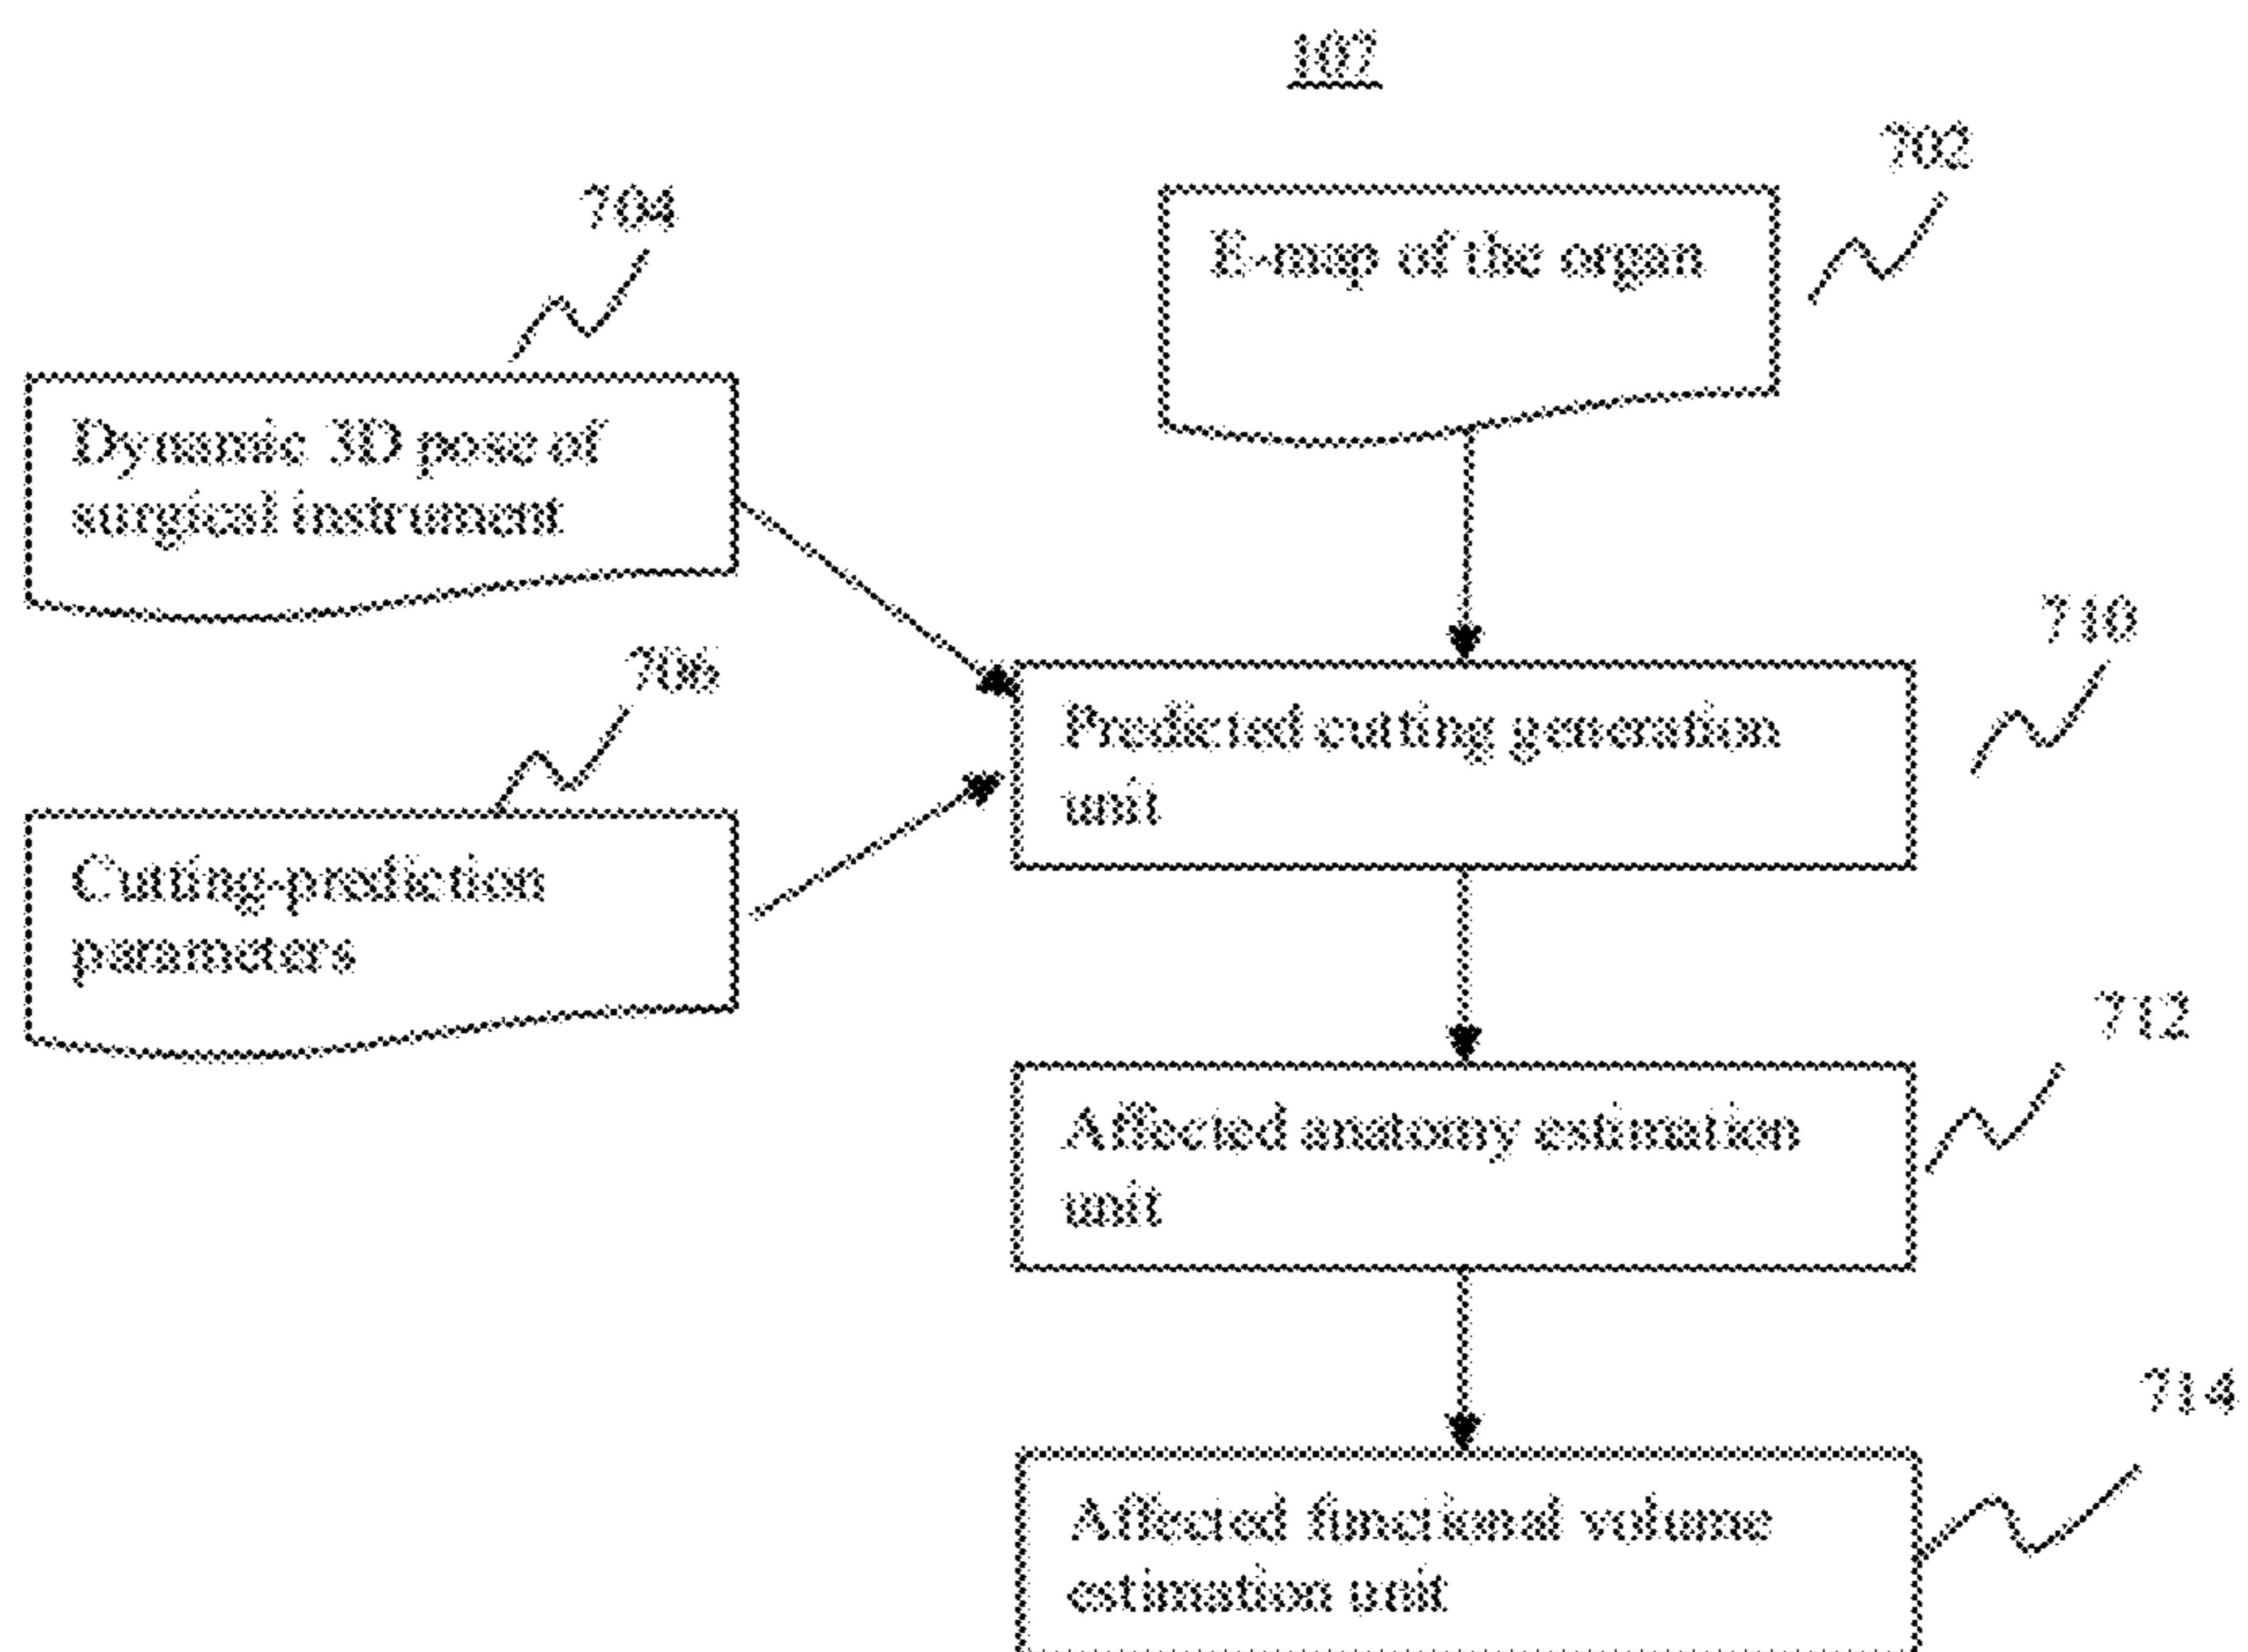 107
702
704
E-map of the organ
Dynamic 3D pose of
surgical instrument
710
706
Predicted cutting generation
unit
Cutting-prediction
parameters
712
Affected anatomy estimation
unit
714
Affected functional volume
estimation unit